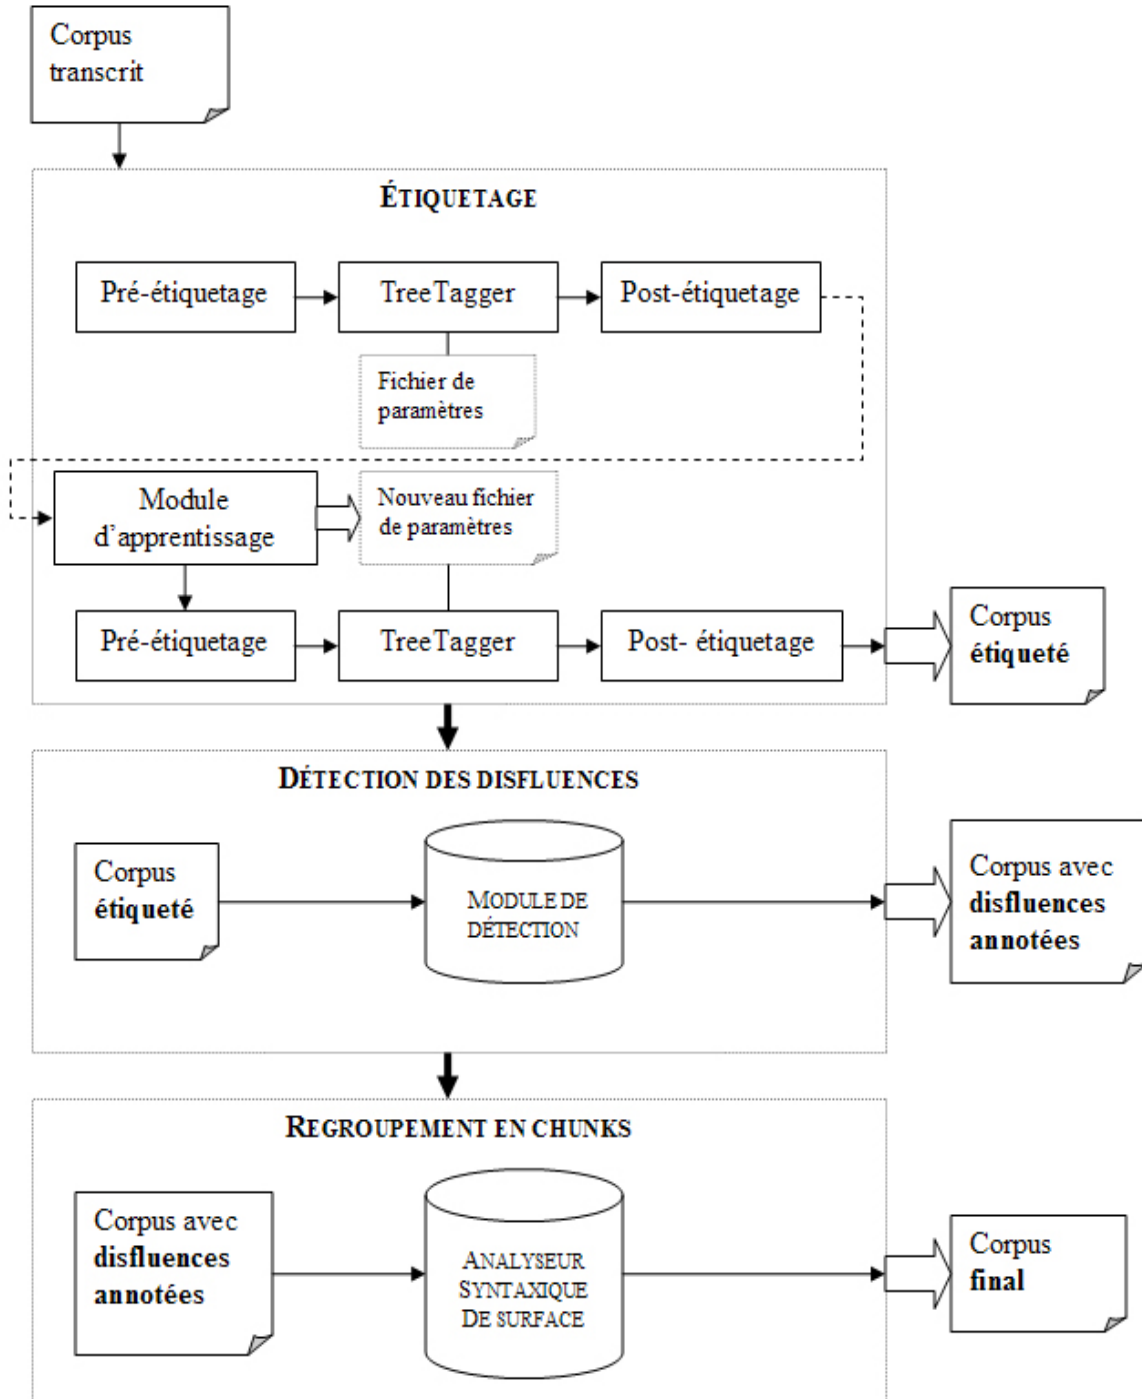 Corpus
transcrit
ÉTIQUETAGE
Pré-étiquetage
TreeTagger
Post-étiquetage
Fichier de
paramètres
Module
d'apprentissage
Nouveau fichier
de paramètres
Pré-étiquetage
TreeTagger
Post- étiquetage
Corpus
étiqueté
DÉTECTION DES DISFLUENCES
Corpus
étiqueté
MODULE DE
DÉTECTION
Corpus avec
disfluences
annotées
REGROUPEMENT EN CHUNKS
Corpus avec
disfluences
annotées
ANALYSEUR
SYNTAXIQUE
DE SURFACE
Corpus
final